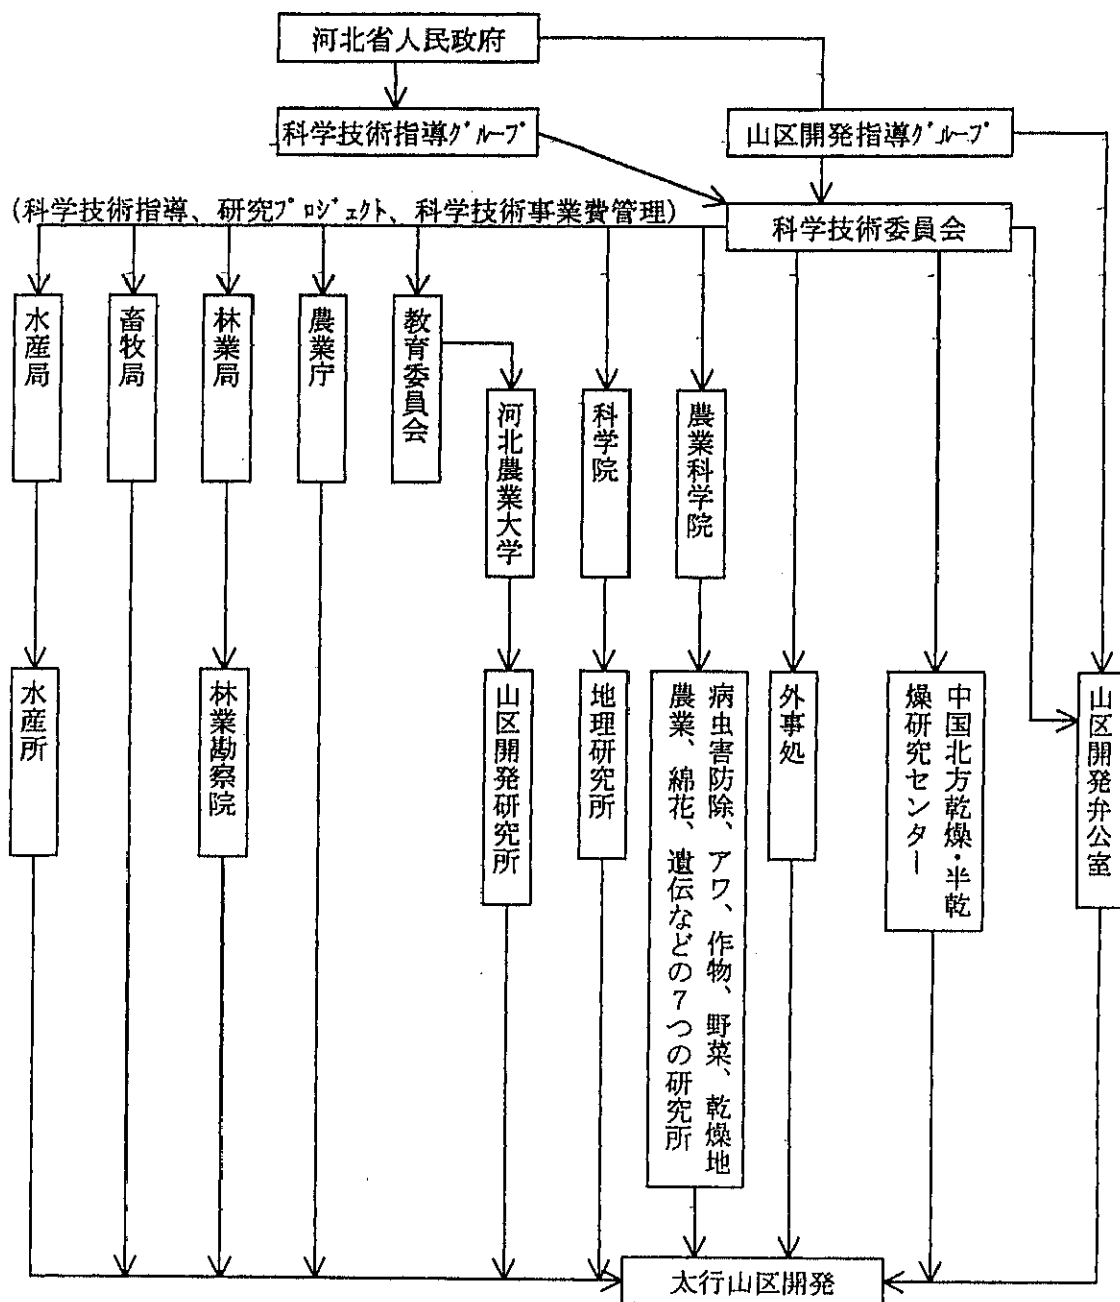 河北省人民政府
科学技術指導グループ
山区開発指導グループ
(科学技術指導、研究プロジェクト、科学技術事業費管理)
科学技術委員会
水産局
畜牧局
林業局
農業庁
教育委員会
河北農業大学
科学院
農業科学院
水産所
林業勘察院
山区開発研究所
地理研究所
病虫害防除、アワ、作物、野菜、乾燥地
農業、綿花、遺伝などの7つの研究所
外事処
中国北方乾燥・半乾
燥研究センター
山区開発弁公室
太行山区開発